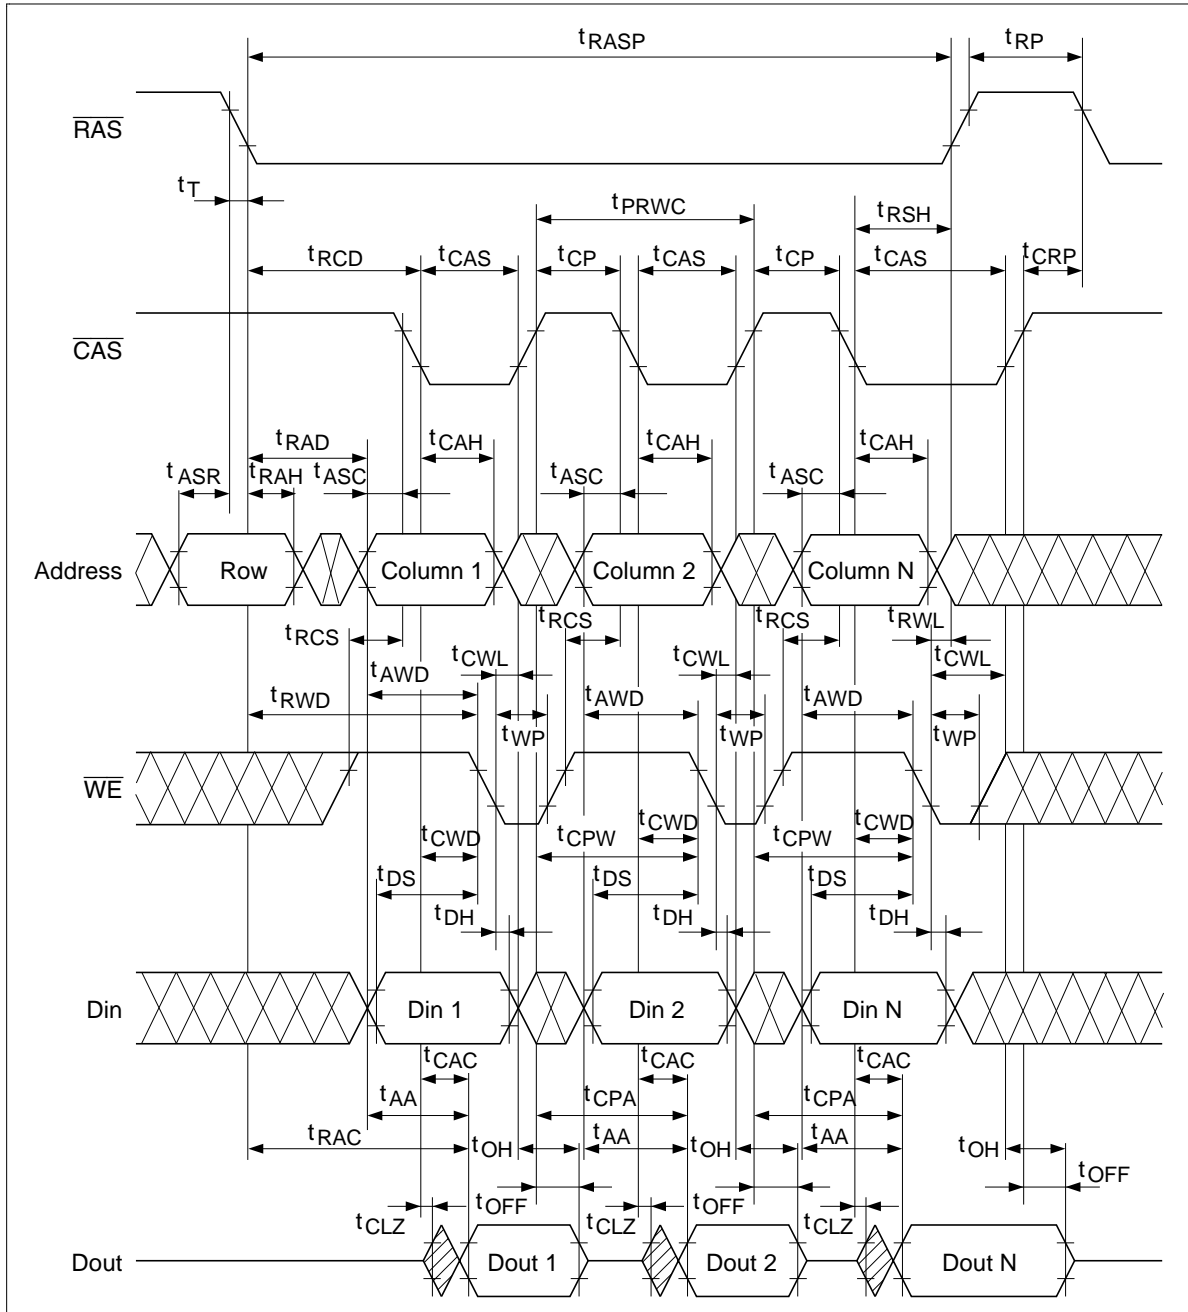 tRASP tRP
RAS
tT tPRWC tRSH
tRCD tCAS tCP tCAS tCP tCAS tCRP
CAS
tRAD tCAH tCAH tCAH
tASR tRAH tASC tASC tASC
Address Row Column 1 Column 2 Column N
tRCS tRCS tRCS tRWL
tCWL tCWL tCWL
tAWD
tRWD tAWD tAWD
tWP tWP tWP
WE
tCWD tCPW tCWD tCPW tCWD
tDS tDS tDS
tDH tDH tDH
Din Din 1 Din 2 Din N
tCAC tCAC tCAC
tAA tCPA tCPA
tRAC tOH tAA tOH tAA tOH
tOFF tOFF tOFF
tCLZ tCLZ tCLZ
Dout Dout 1 Dout 2 Dout N